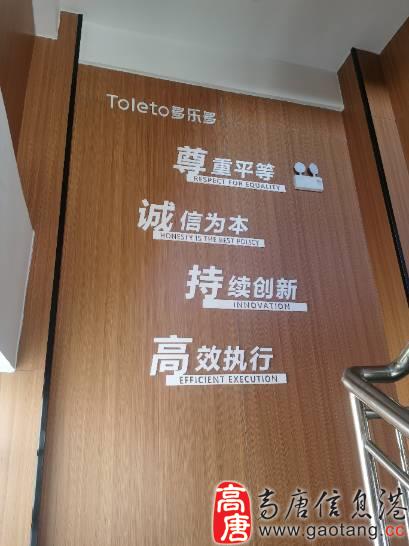 Toleto多乐多
尊重平等
RESPECT FOR EQUALITY
诚信为本
HONESTY IS THE BEST POLICY
持续创新
INNOVATION
高效执行
EFFICIENT EXECUTION
高唐
高唐信息港
www.gaotang.cc